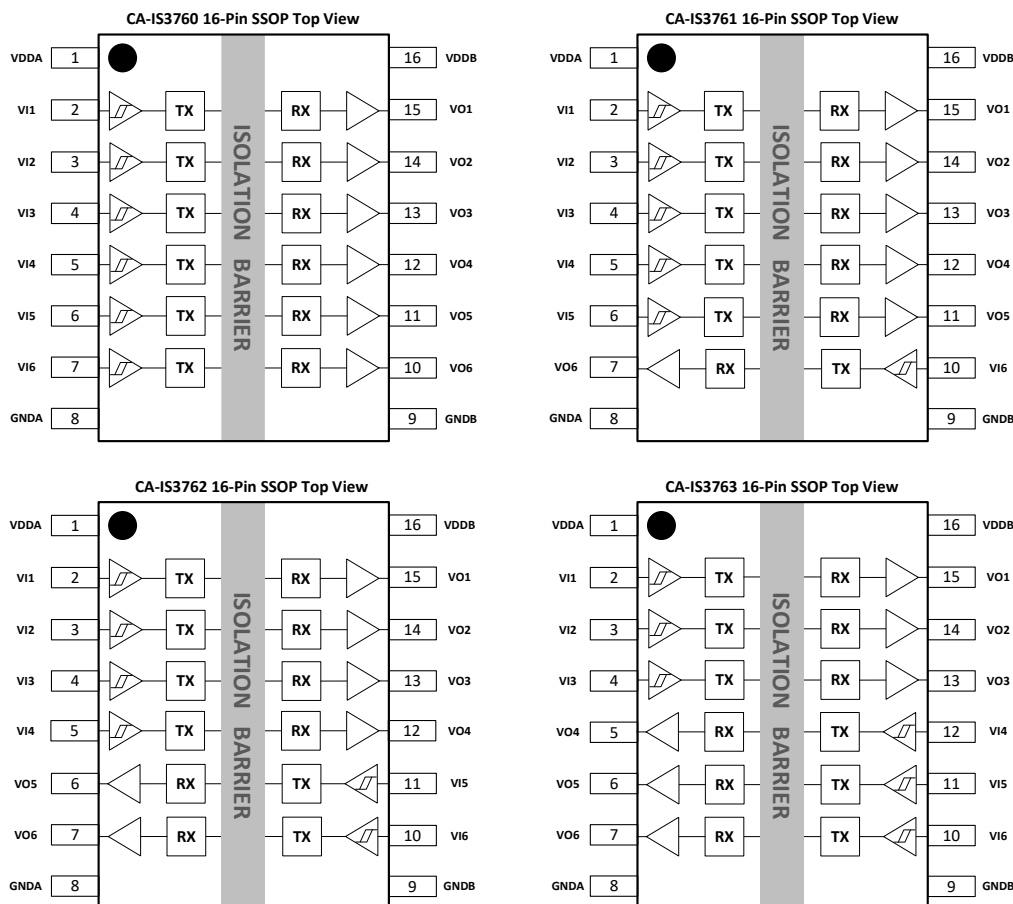 CA-IS3760 16-Pin SSOP Top View
VDDA 1 16 VDDB
VI1 2 TX RX 15 VO1
VI2 3 TX RX 14 VO2
VI3 4 TX RX 13 VO3
VI4 5 TX RX 12 VO4
VI5 6 TX RX 11 VO5
VI6 7 TX RX 10 VO6
GNDA 8 9 GNDB
ISOLATION BARRIER
CA-IS3761 16-Pin SSOP Top View
VDDA 1 16 VDDB
VI1 2 TX RX 15 VO1
VI2 3 TX RX 14 VO2
VI3 4 TX RX 13 VO3
VI4 5 TX RX 12 VO4
VI5 6 TX RX 11 VO5
VO6 7 RX TX 10 VI6
GNDA 8 9 GNDB
ISOLATION BARRIER
CA-IS3762 16-Pin SSOP Top View
VDDA 1 16 VDDB
VI1 2 TX RX 15 VO1
VI2 3 TX RX 14 VO2
VI3 4 TX RX 13 VO3
VI4 5 TX RX 12 VO4
VO5 6 RX TX 11 VI5
VO6 7 RX TX 10 VI6
GNDA 8 9 GNDB
ISOLATION BARRIER
CA-IS3763 16-Pin SSOP Top View
VDDA 1 16 VDDB
VI1 2 TX RX 15 VO1
VI2 3 TX RX 14 VO2
VI3 4 TX RX 13 VO3
VO4 5 RX TX 12 VI4
VO5 6 RX TX 11 VI5
VO6 7 RX TX 10 VI6
GNDA 8 9 GNDB
ISOLATION BARRIER